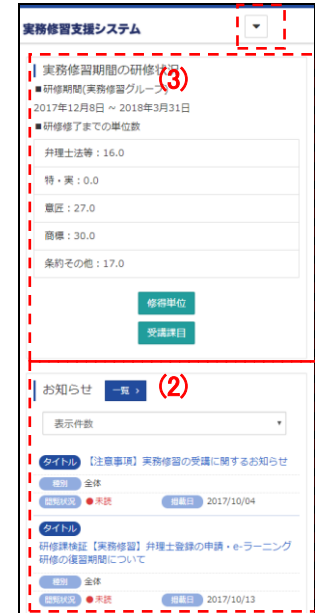 実務修習支援システム
実務修習期間の研修状況
(3)
■研修期間(実務修習グループ)
2017年12月8日 ~ 2018年3月31日
■研修修了までの単位数
弁理士法等：16.0
特・実：0.0
意匠：27.0
商標：30.0
条約その他：17.0
修得単位
受講課目
お知らせ 一覧 ›
(2)
表示件数
タイトル 【注意事項】実務修習の受講に関するお知らせ
種別 全体
閲覧状況 ●未読 掲載日 2017/10/04
タイトル
研修課検証【実務修習】弁理士登録の申請・e-ラーニング
研修の復習期間について
種別 全体
閲覧状況 ●未読 掲載日 2017/10/13